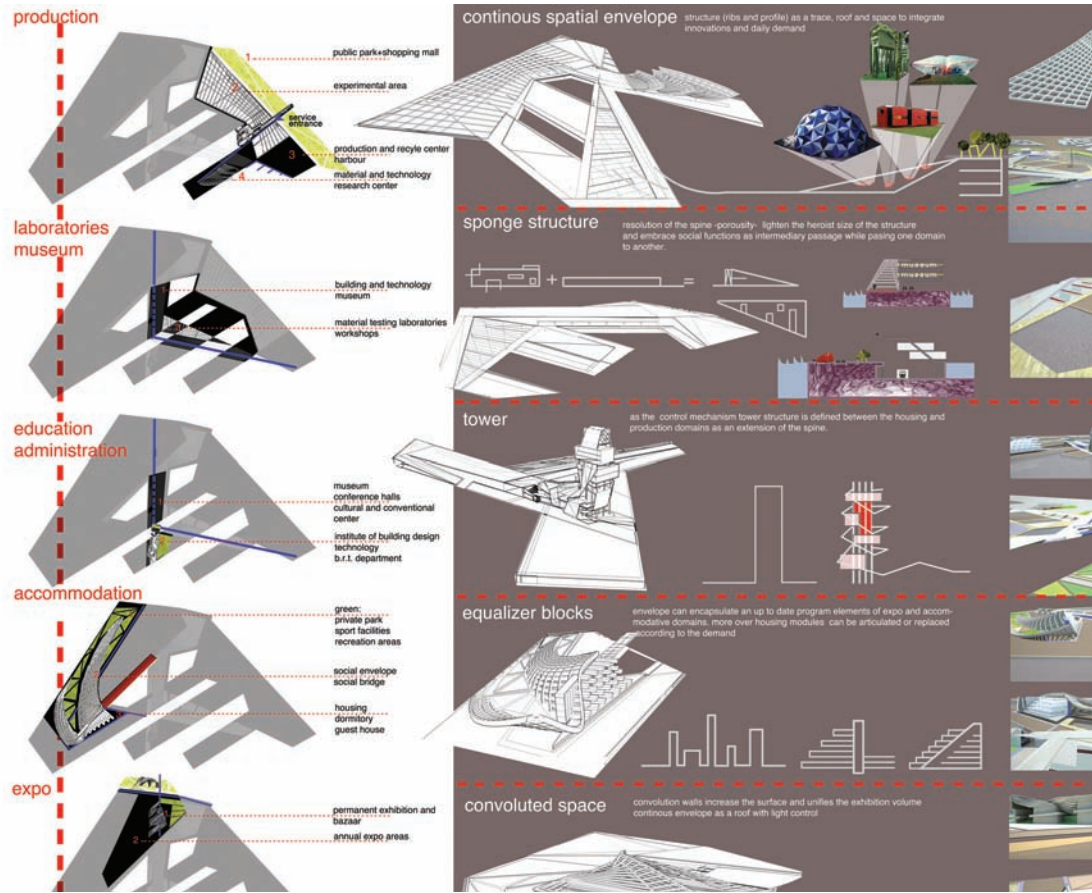 production
1
public park+shopping mall
2
experimental area
service
entrance
3
production and recyle center
harbour
4
material and technology
research center
laboratories
museum
1
building and technology
museum
material testing laboratories
workshops
education
administration
1
museum
conference halls
cultural and conventional
center
institute of building design
technology
b.r.t. department
accommodation
green:
private park
sport facilities
recreation areas
social envelope
social bridge
housing
dormitory
guest house
expo
permanent exhibition and
bazaar
2
annual expo areas
continous spatial envelope
structure (ribs and profile) as a trace, roof and space to integrate
innovations and daily demand
sponge structure
resolution of the spine -porousity- lighten the heroist size of the structure
and embrace social functions as intermediary passage while pasing one domain
to another.
+
=
museum
tower
as the control mechanism tower structure is defined between the housing and
production domains as an extension of the spine.
equalizer blocks
envelope can encapsulate an up to date program elements of expo and accom-
modative domains. more over housing modules can be articulated or replaced
according to the demand
convoluted space
convolution walls increase the surface and unifies the exhibition volume
continous envelope as a roof with light control